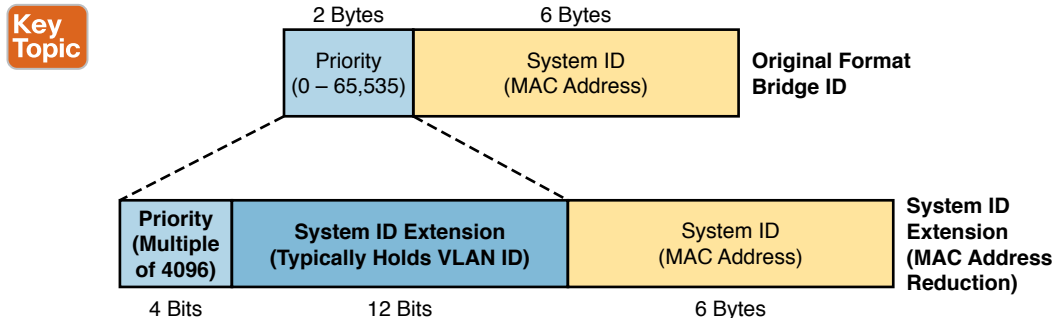 Key
Topic
2 Bytes
6 Bytes
Priority
(0 – 65,535)
System ID
(MAC Address)
Original Format
Bridge ID
Priority
(Multiple
of 4096)
System ID Extension
(Typically Holds VLAN ID)
System ID
(MAC Address)
System ID
Extension
(MAC Address
Reduction)
4 Bits
12 Bits
6 Bytes